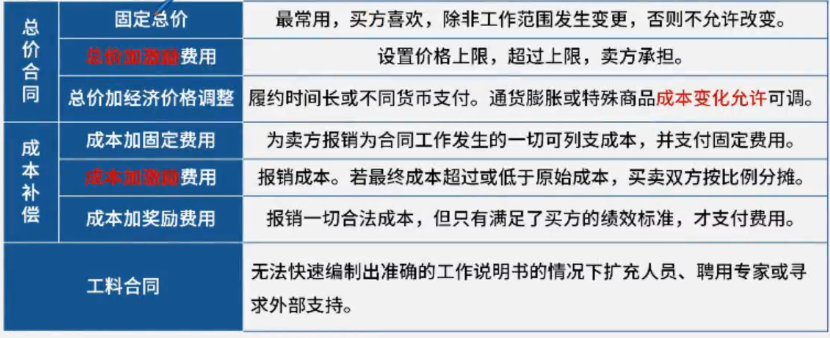 总价合同
固定总价
最常用，买方喜欢，除非工作范围发生变更，否则不允许改变。
总价加激励费用
设置价格上限，超过上限，卖方承担。
总价加经济价格调整
履约时间长或不同货币支付。通货膨胀或特殊商品成本变化允许可调。
成本补偿
成本加固定费用
为卖方报销为合同工作发生的一切可列支成本，并支付固定费用。
成本加激励费用
报销成本。若最终成本超过或低于原始成本，买卖双方按比例分摊。
成本加奖励费用
报销一切合法成本，但只有满足了买方的绩效标准，才支付费用。
工料合同
无法快速编制出准确的工作说明书的情况下扩充人员、聘用专家或寻
求外部支持。